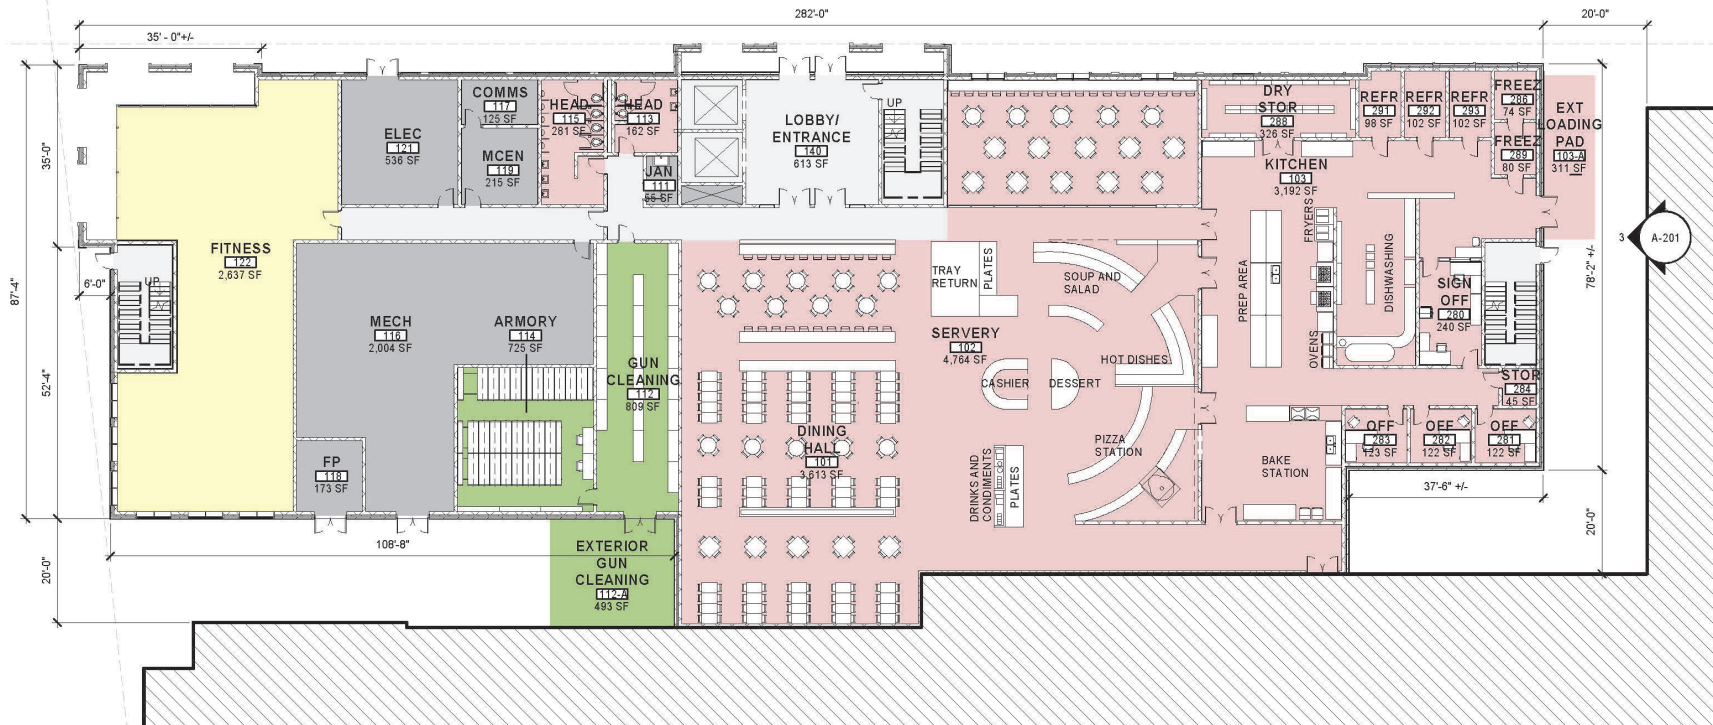 282'-0"
20'-0"
35' - 0"+/-
COMMS
117
125 SF
HEAD
115
281 SF
HEAD
113
162 SF
ELEC
121
536 SF
MCEN
119
215 SF
JAN
111
55 SF
LOBBY/
ENTRANCE
140
613 SF
UP
DRY
STOR
288
326 SF
REFR
291
98 SF
REFR
292
102 SF
REFR
293
102 SF
FREEZ
286
74 SF
FREEZ
289
80 SF
EXT
LOADING
PAD
103-A
311 SF
KITCHEN
103
3,192 SF
35'-0"
87'-4"
52'-4"
20'-0"
6'-0"
UP
FITNESS
122
2,637 SF
MECH
116
2,004 SF
ARMORY
114
725 SF
GUN
CLEANING
112
809 SF
FP
118
173 SF
108'-8"
EXTERIOR
GUN
CLEANING
112-A
493 SF
DINING
HALL
101
3,613 SF
TRAY
RETURN
PLATES
SOUP AND
SALAD
SERVERY
102
4,764 SF
HOT DISHES
CASHIER
DESSERT
PIZZA
STATION
DRINKS AND
CONDIMENTS
PLATES
PREP AREA
FRYERS
OVENS
DISHWASHING
SIGN
OFF
280
240 SF
STOR
284
45 SF
OFF
283
123 SF
OFF
282
122 SF
OFF
281
122 SF
BAKE
STATION
37'-6" +/-
78'-2" +/-
20'-0"
3
A-201